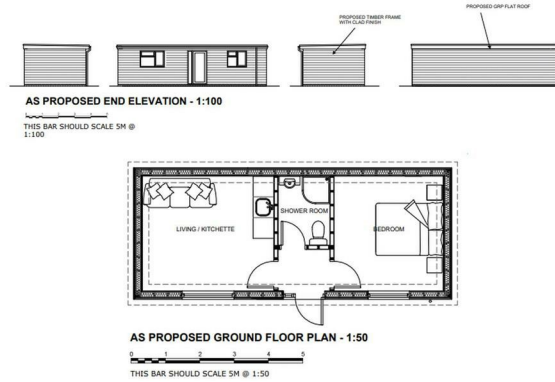 PROPOSED GRP FLAT ROOF
PROPOSED TIMBER FRAME
WITH CLAD FINISH
AS PROPOSED END ELEVATION - 1:100
THIS BAR SHOULD SCALE 5M @
1:100
SHOWER ROOM
LIVING / KITCHETTE
BEDROOM
AS PROPOSED GROUND FLOOR PLAN - 1:50
0 1 2 3 4 5
THIS BAR SHOULD SCALE 5M @ 1:50